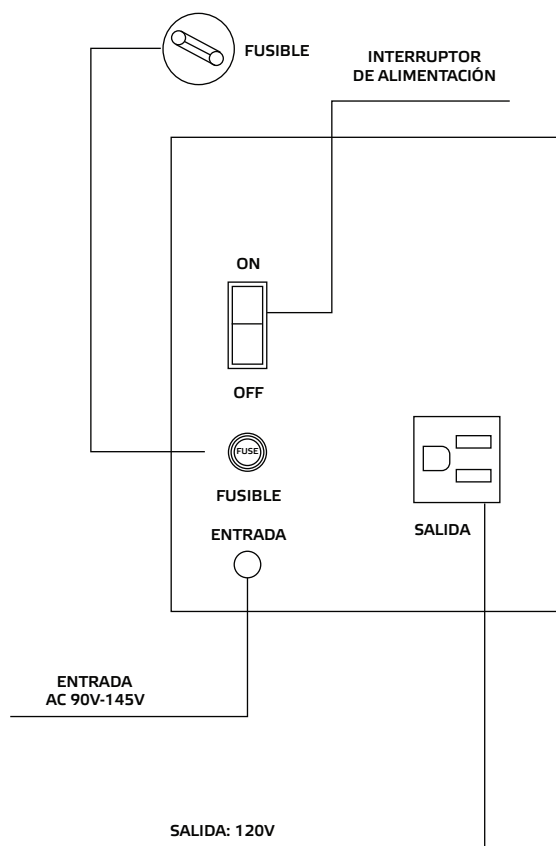 FUSIBLE
INTERRUPTOR
DE ALIMENTACIÓN
ON
OFF
FUSE
FUSIBLE
SALIDA
ENTRADA
ENTRADA
AC 90V-145V
SALIDA: 120V